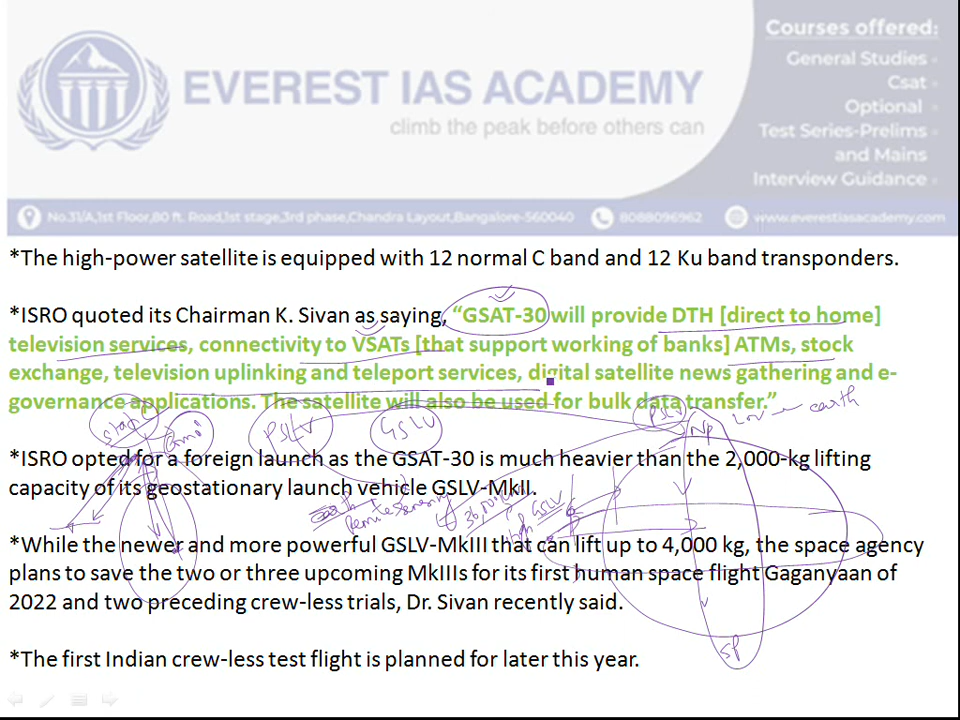 Courses offered:
General Studies
Csat
Optional
Test Series-Prelims
and Mains
Interview Guidance
EVEREST IAS ACADEMY
climb the peak before others can
No.31/A,1st Floor,80 ft. Road,1st stage,3rd phase,Chandra Layout,Bangalore-560040
8088096962
www.everestiasacademy.com
*The high-power satellite is equipped with 12 normal C band and 12 Ku band transponders.
*ISRO quoted its Chairman K. Sivan as saying, “GSAT-30 will provide DTH [direct to home]
television services, connectivity to VSATs [that support working of banks] ATMs, stock
exchange, television uplinking and teleport services, digital satellite news gathering and e-
governance applications. The satellite will also be used for bulk data transfer.”
PSLV
GSLV
PSLV
NP
Low - earth
*ISRO opted for a foreign launch as the GSAT-30 is much heavier than the 2,000-kg lifting
capacity of its geostationary launch vehicle GSLV-MkII.
earth
Remote sensing
GSLV
*While the newer and more powerful GSLV-MkIII that can lift up to 4,000 kg, the space agency
plans to save the two or three upcoming MkIIIs for its first human space flight Gaganyaan of
2022 and two preceding crew-less trials, Dr. Sivan recently said.
SP
*The first Indian crew-less test flight is planned for later this year.